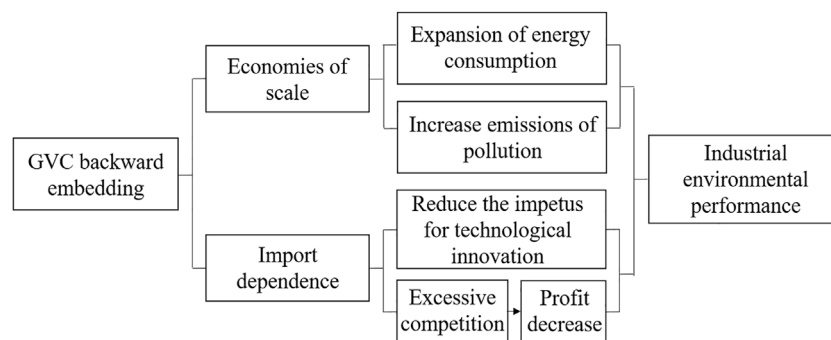 GVC backward
embedding
Economies of
scale
Import
dependence
Expansion of energy
consumption
Increase emissions of
pollution
Reduce the impetus
for technological
innovation
Excessive
competition
Profit
decrease
Industrial
environmental
performance